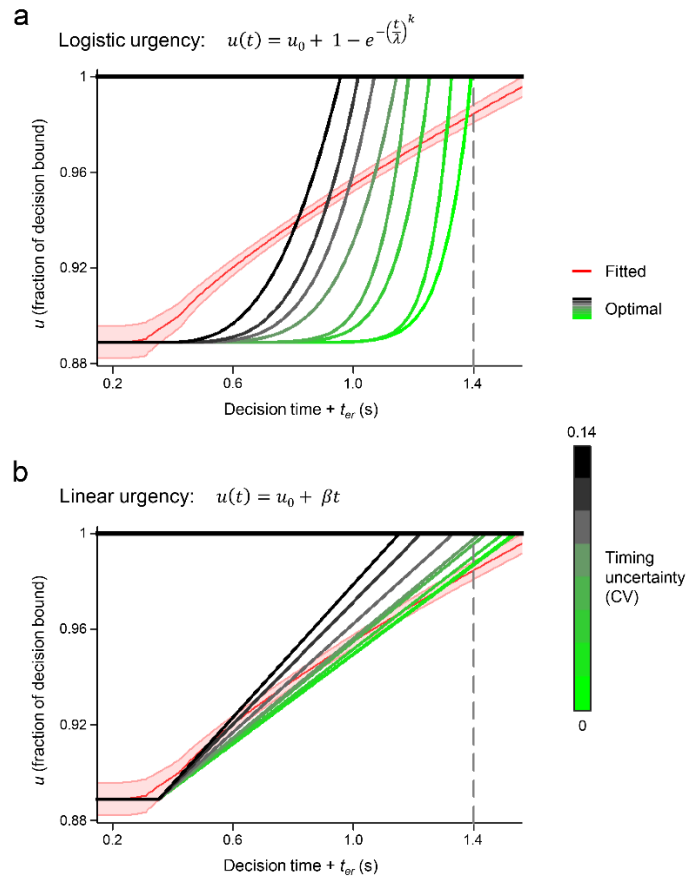 a
Logistic urgency: u(t) = u₀ + 1 − e^{−(t/λ)^k}
1
0.96
0.92
0.88
u (fraction of decision bound)
0.2 0.6 1.0 1.4
Decision time + tₑᵣ (s)
Fitted
Optimal
b
Linear urgency: u(t) = u₀ + βt
1
0.96
0.92
0.88
u (fraction of decision bound)
0.2 0.6 1.0 1.4
Decision time + tₑᵣ (s)
0.14
Timing
uncertainty
(CV)
0